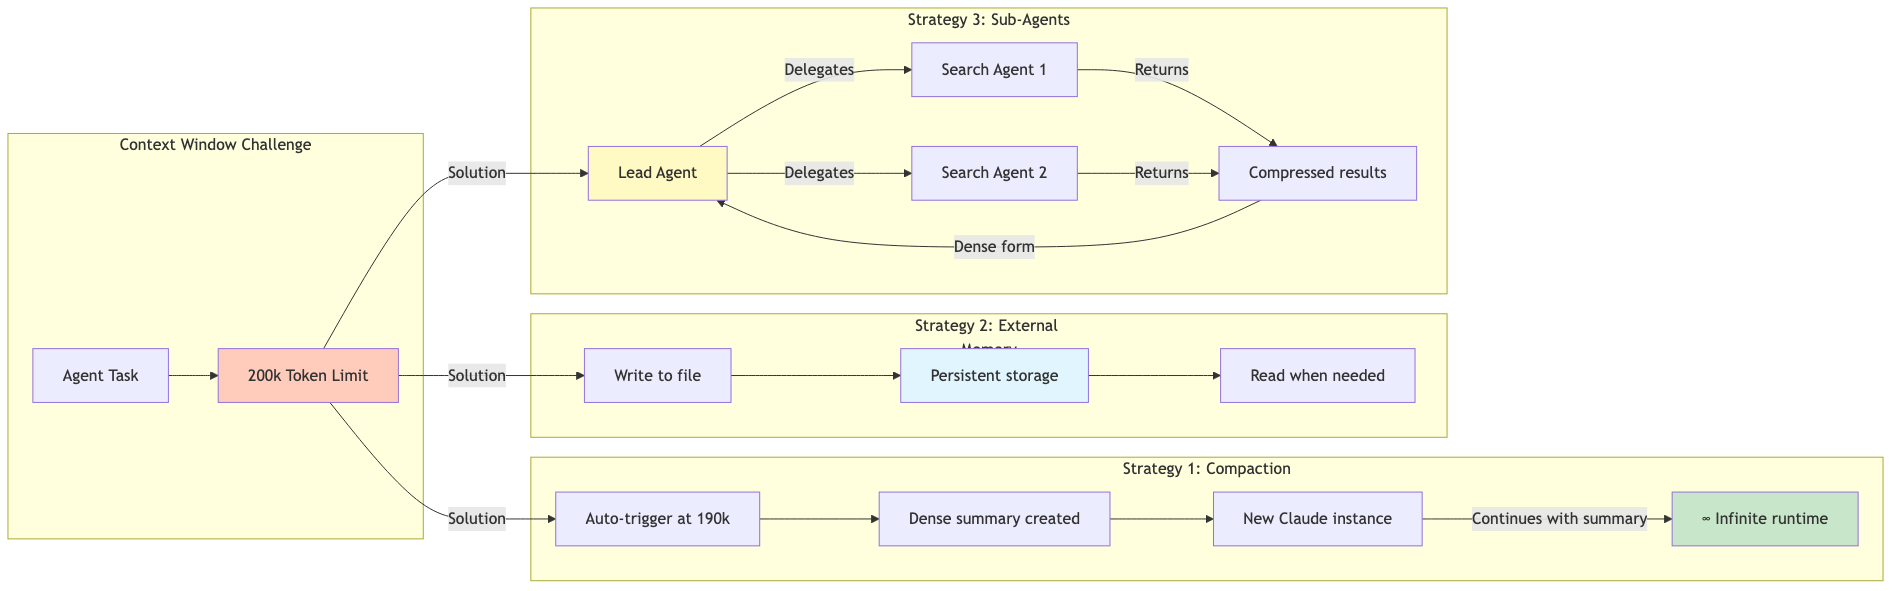 Context Window Challenge
Agent Task
200k Token Limit
Solution
Solution
Solution
Strategy 3: Sub-Agents
Lead Agent
Delegates
Delegates
Search Agent 1
Search Agent 2
Returns
Returns
Compressed results
Dense form
Strategy 2: External
Memory
Write to file
Persistent storage
Read when needed
Strategy 1: Compaction
Auto-trigger at 190k
Dense summary created
New Claude instance
Continues with summary
∞ Infinite runtime